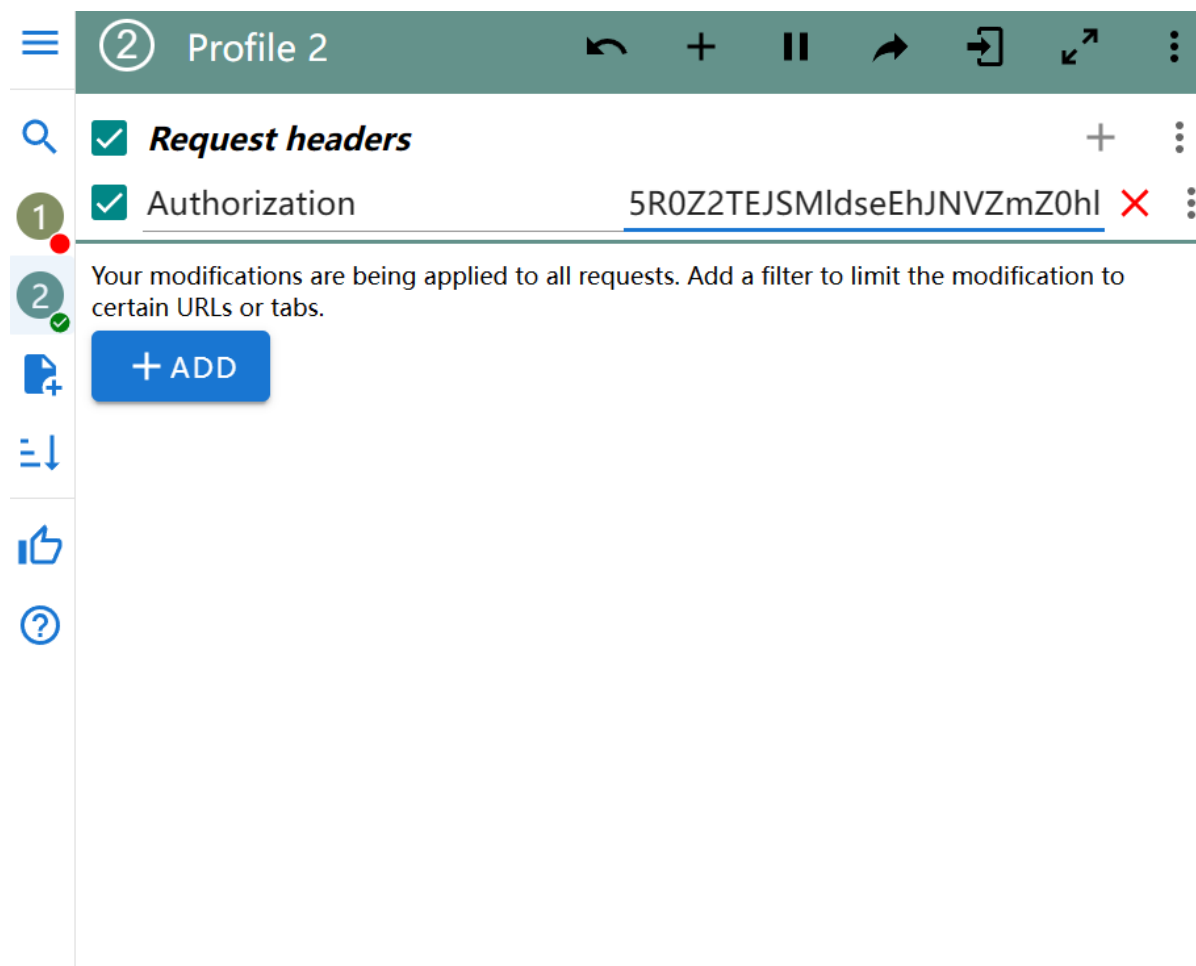 2 Profile 2
Request headers
1
Authorization 5R0Z2TEJSMldseEhJNVZmZ0hl
2
Your modifications are being applied to all requests. Add a filter to limit the modification to
certain URLs or tabs.
+ ADD